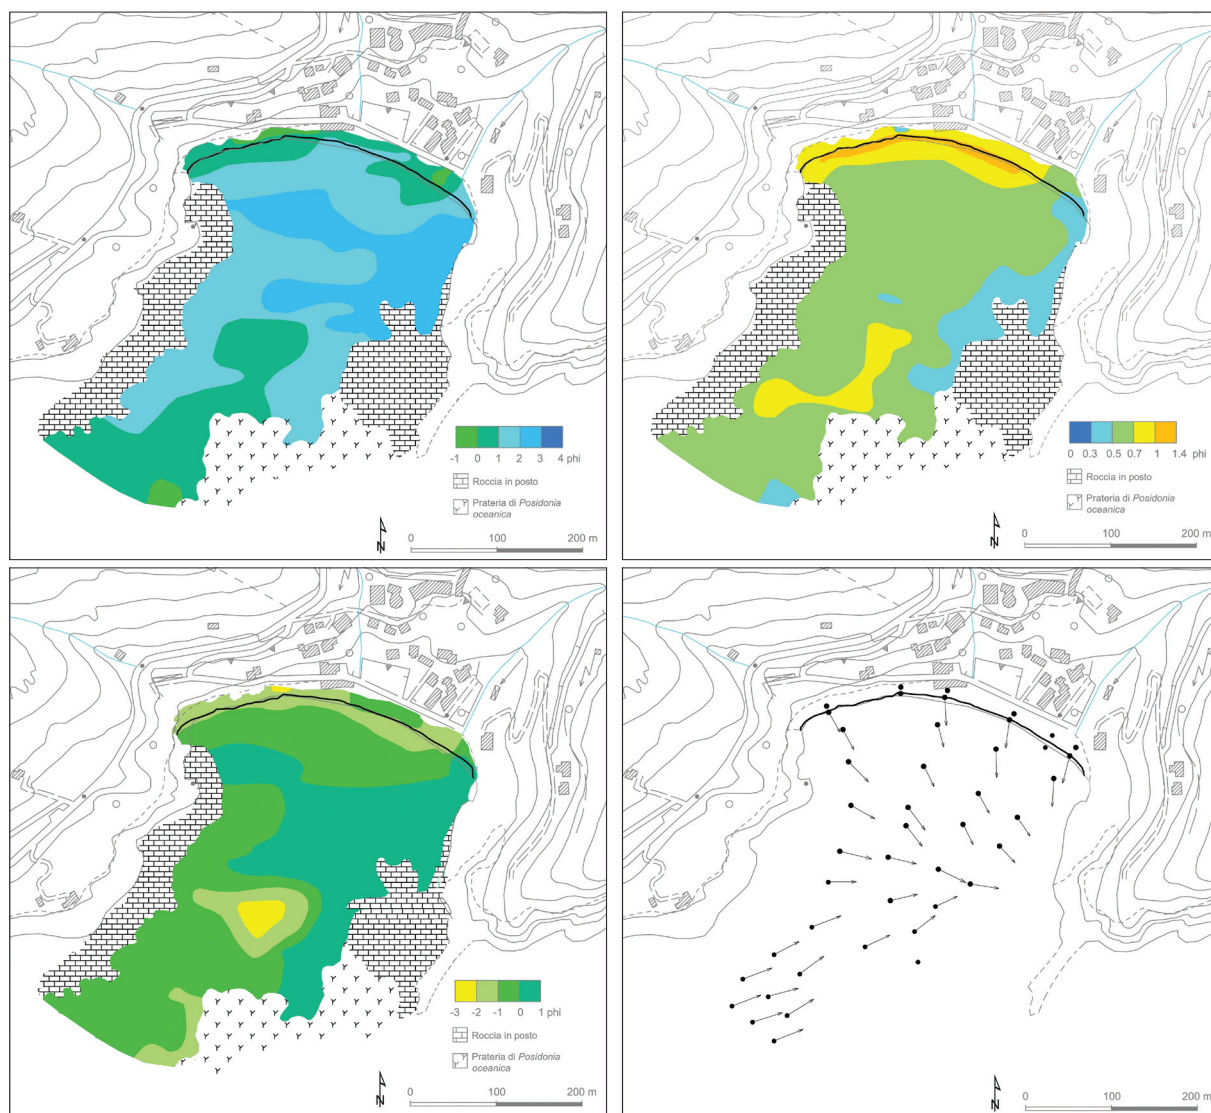 -1 0 1 2 3 4 phi
Roccia in posto
Prateria di Posidonia
oceanica
N
0 100 200 m
0 0.3 0.5 0.7 1 1.4 phi
Roccia in posto
Prateria di Posidonia
oceanica
N
0 100 200 m
-3 -2 -1 0 1 phi
Roccia in posto
Prateria di Posidonia
oceanica
N
0 100 200 m
N
0 100 200 m